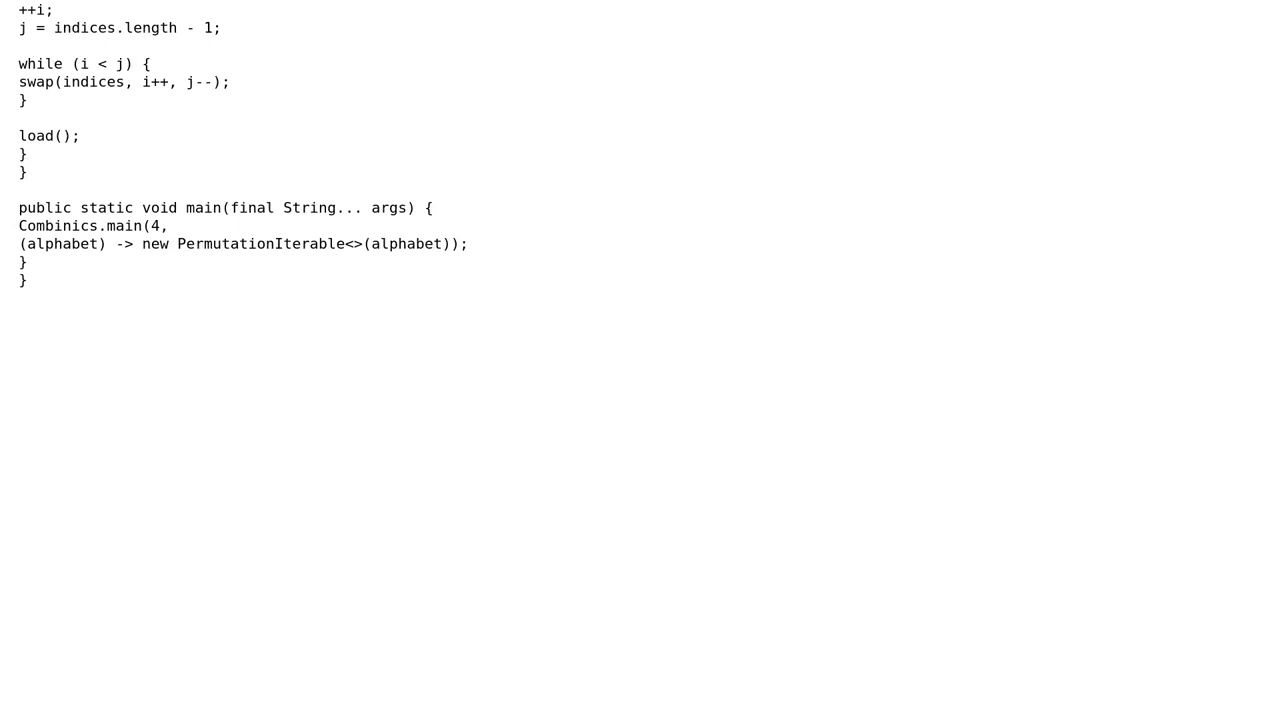 ++i;
j = indices.length - 1;
while (i < j) {
swap(indices, i++, j--);
}
load();
}
}
public static void main(final String... args) {
Combinics.main(4,
(alphabet) -> new PermutationIterable<>(alphabet));
}
}